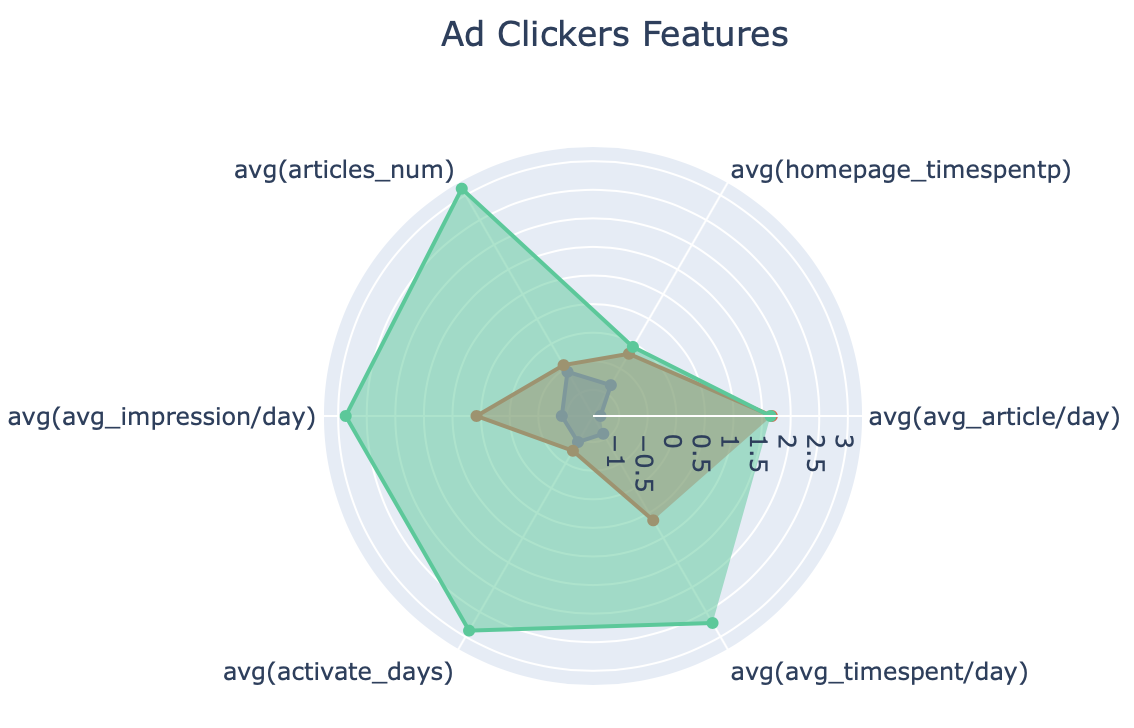 Ad Clickers Features
avg(articles_num)
avg(homepage_timespentp)
avg(avg_impression/day)
avg(avg_article/day)
−1
−0.5
0
0.5
1
1.5
2
2.5
3
avg(activate_days)
avg(avg_timespent/day)